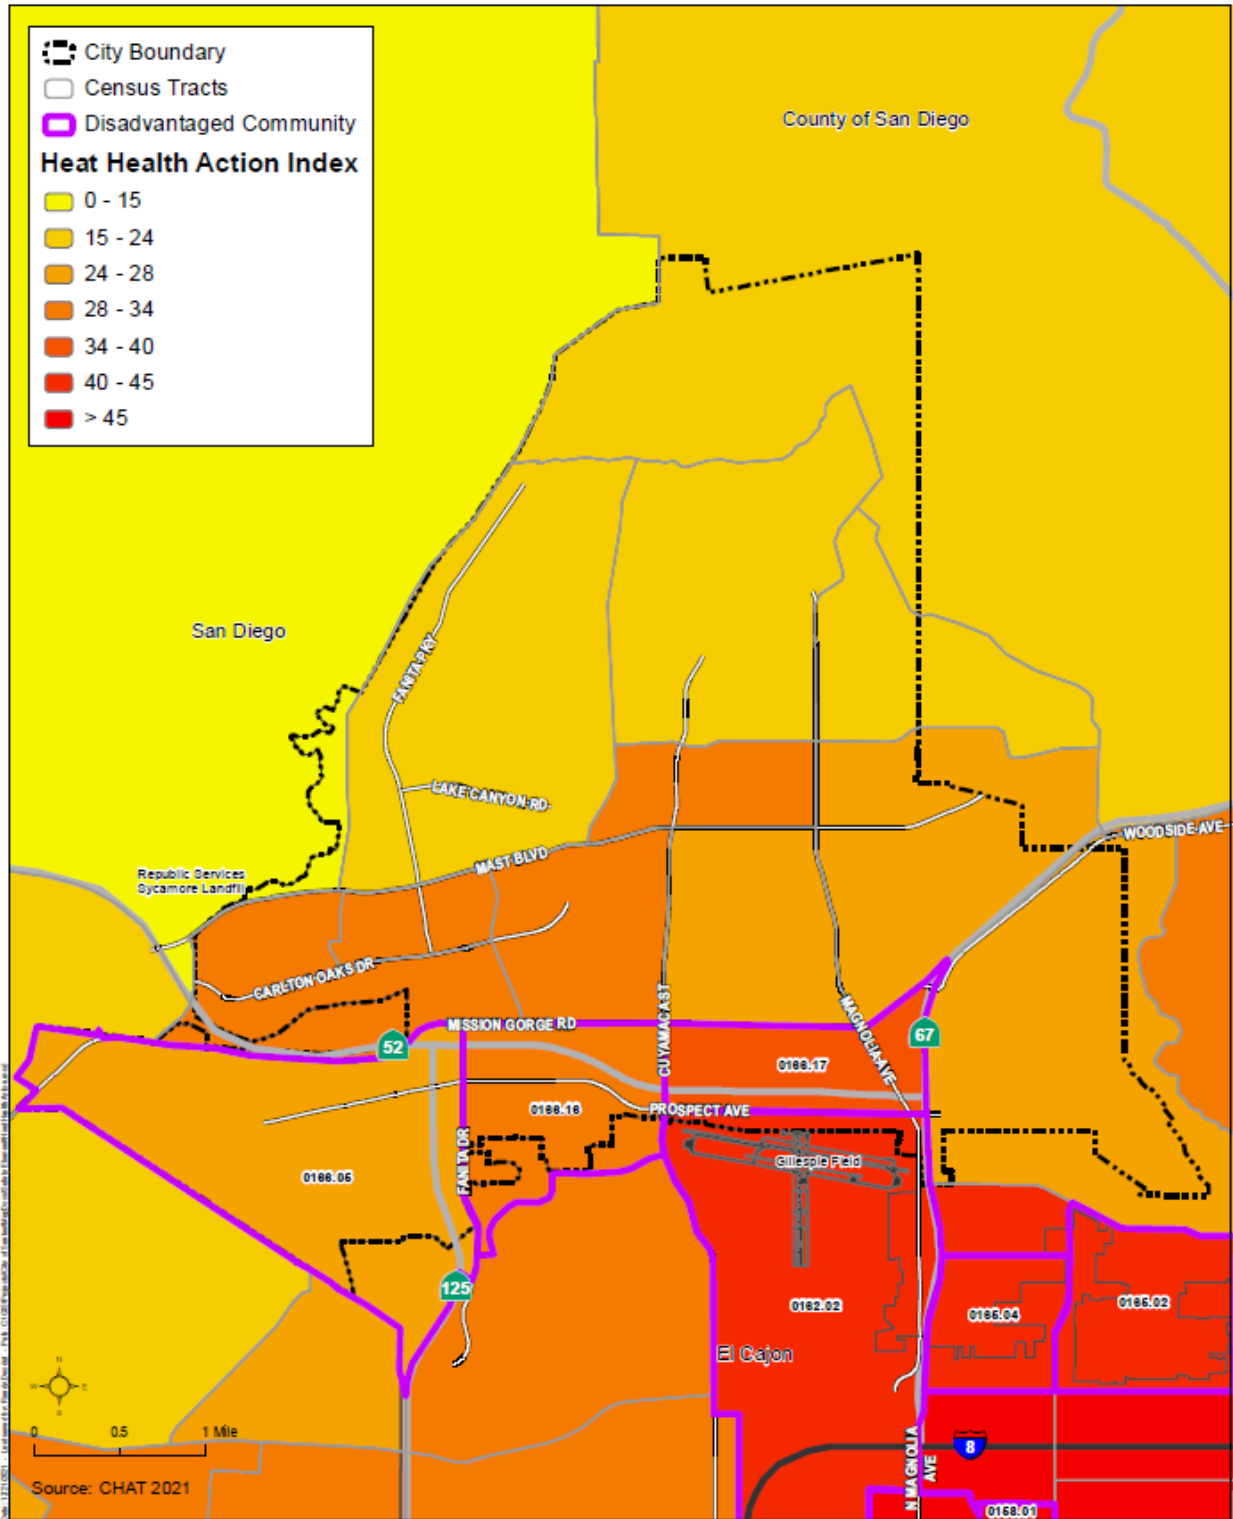 City Boundary
Census Tracts
Disadvantaged Community
Heat Health Action Index
0 - 15
15 - 24
24 - 28
28 - 34
34 - 40
40 - 45
> 45
County of San Diego
San Diego
FANITA PKY
LAKE CANYON RD
WOODSIDE AVE
MAST BLVD
Republic Services
Sycamore Landfill
CARLTON OAKS DR
CUYAMACA ST
MAGNOLIA AVE
MISSION GORGE RD
52
67
0166.17
0166.16
PROSPECT AVE
FANITA DR
Gillespie Field
0166.05
125
0162.02
0165.04
0165.02
El Cajon
N
W
E
S
0
0.5
1 Mile
N MAGNOLIA
AVE
8
Source: CHAT 2021
0158.01